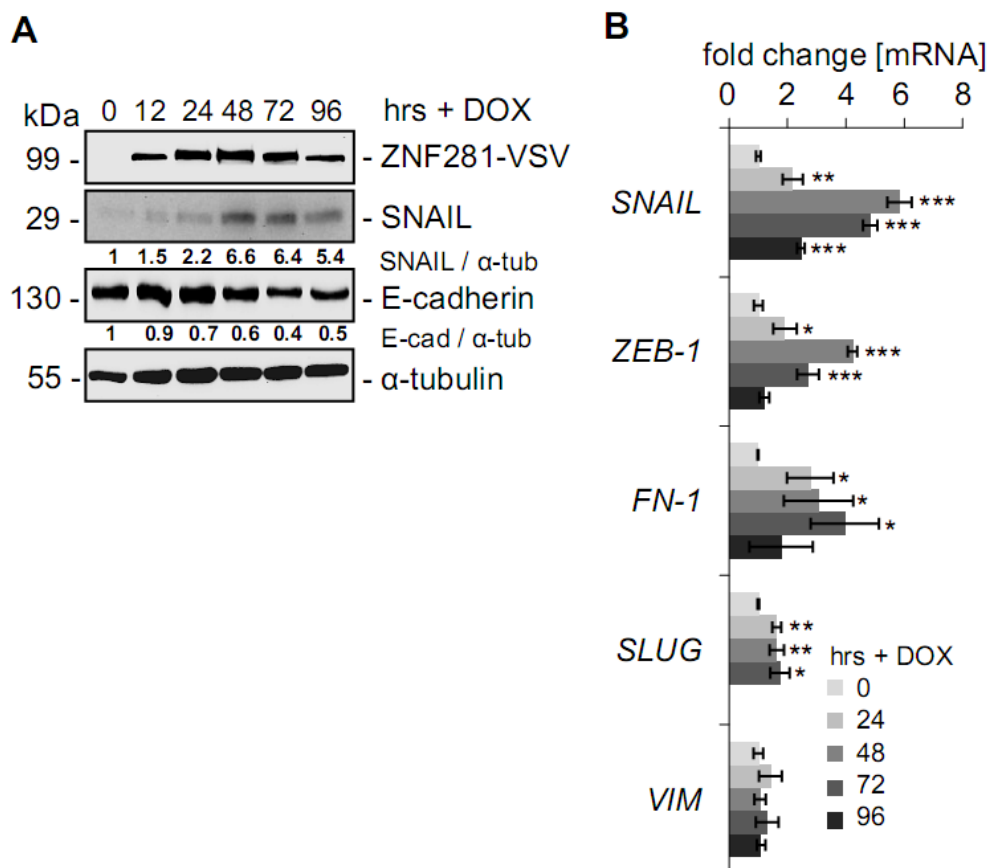 A
kDa 0 12 24 48 72 96 hrs + DOX
99 - - ZNF281-VSV
29 - - SNAIL
1 1.5 2.2 6.6 6.4 5.4 SNAIL / α-tub
130 - - E-cadherin
1 0.9 0.7 0.6 0.4 0.5 E-cad / α-tub
55 - - α-tubulin
B
fold change [mRNA]
0 2 4 6 8
SNAIL
**
***
***
***
ZEB-1
*
***
***
FN-1
*
*
*
SLUG
**
**
*
VIM
hrs + DOX
0
24
48
72
96